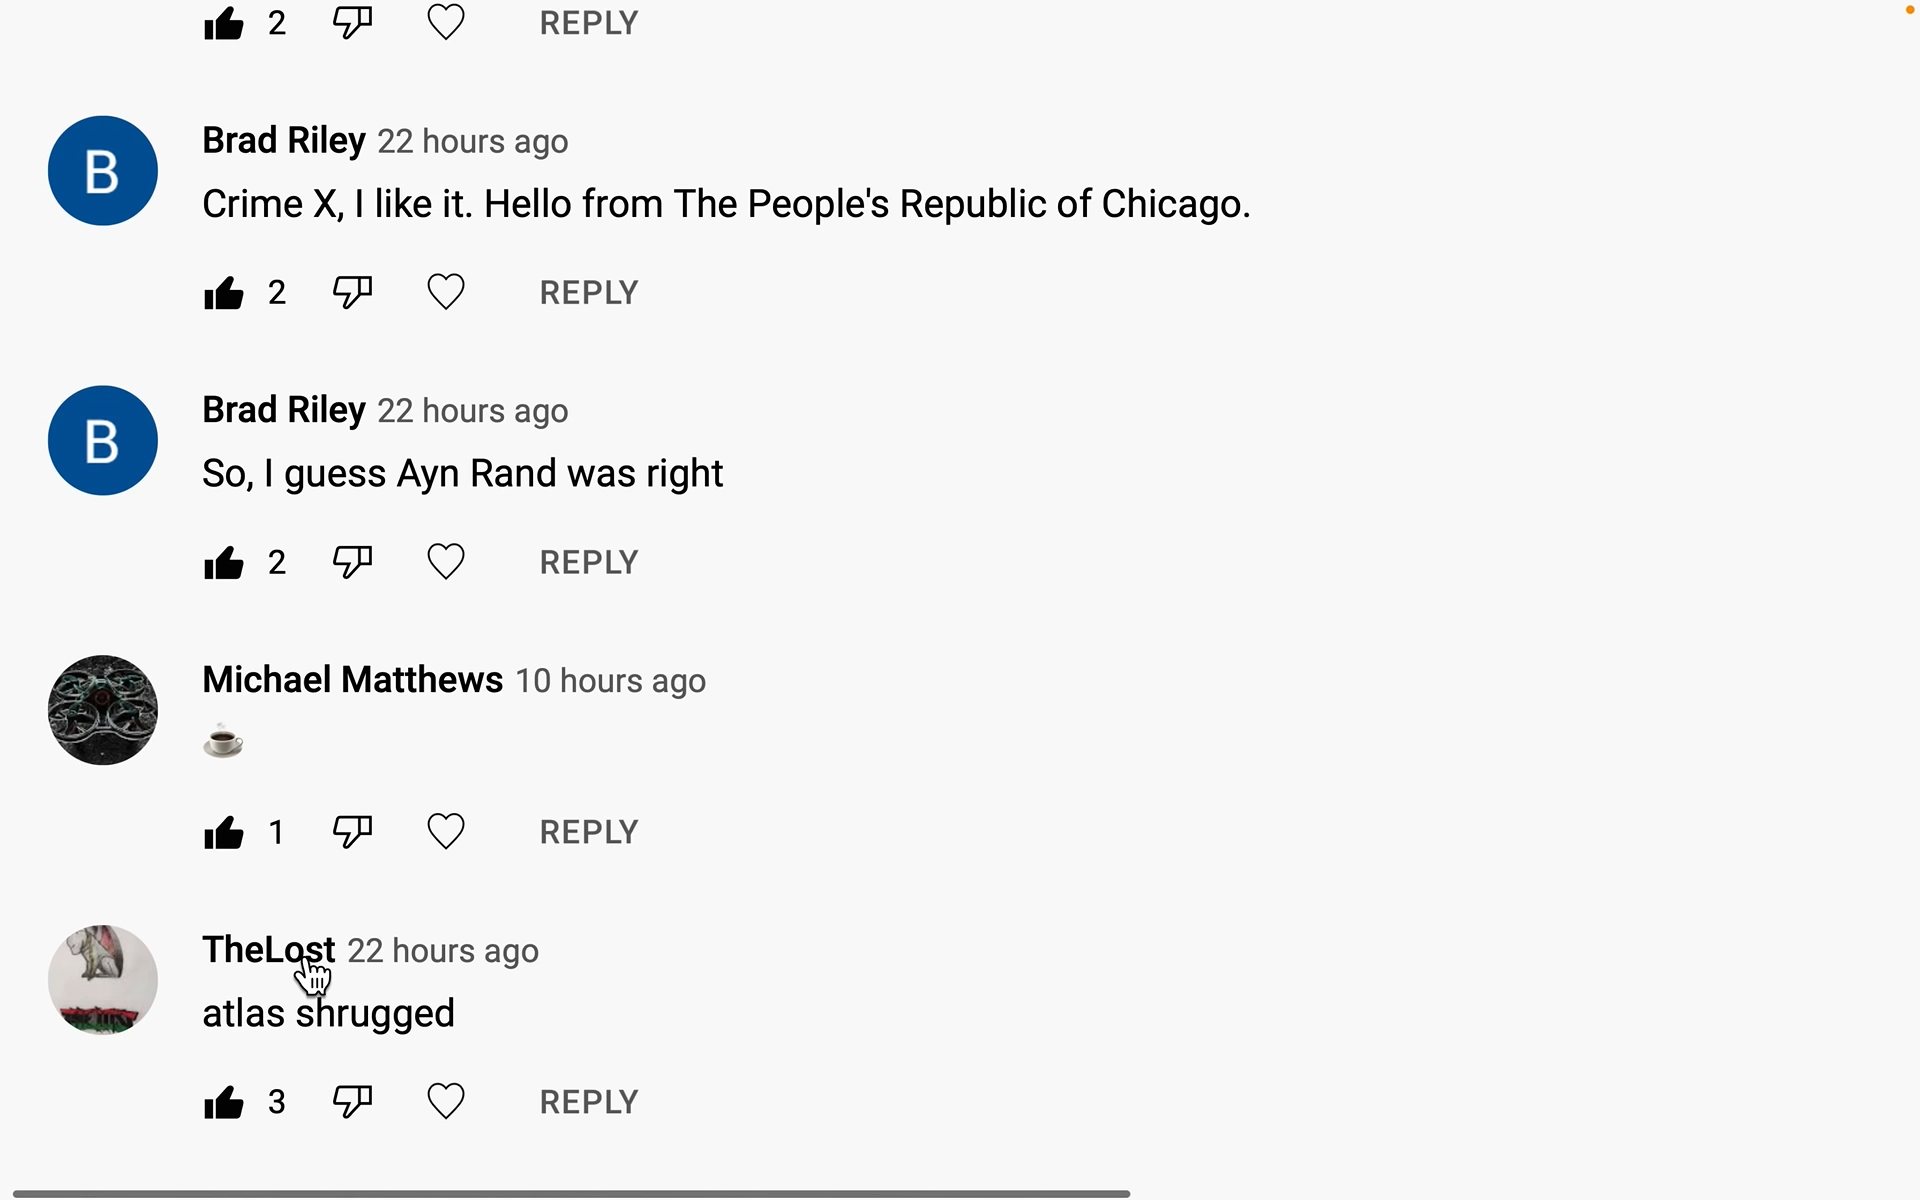 2 REPLY
B
Brad Riley 22 hours ago
Crime X, I like it. Hello from The People's Republic of Chicago.
2 REPLY
B
Brad Riley 22 hours ago
So, I guess Ayn Rand was right
2 REPLY
Michael Matthews 10 hours ago
1 REPLY
TheLost 22 hours ago
atlas shrugged
3 REPLY